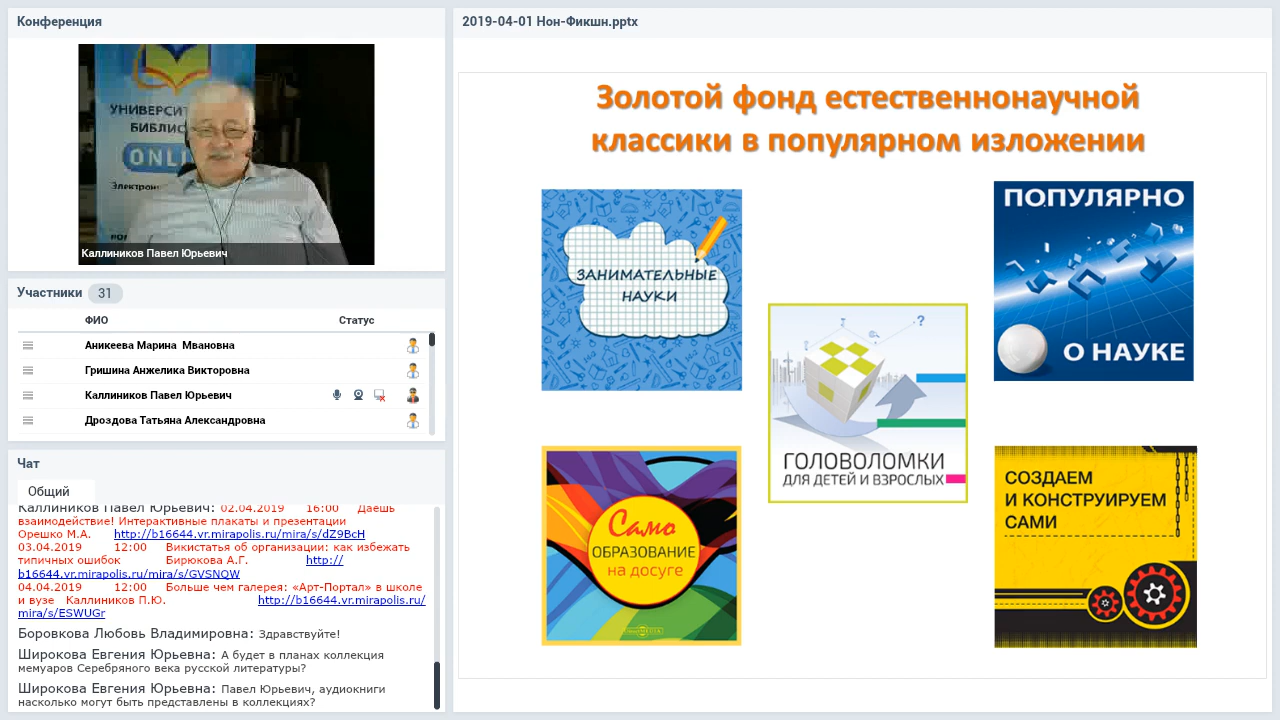 Конференция
УНИВЕРСИТ
БИБЛИО
ONLI
Электронн
Каллиников Павел Юрьевич
Участники 31
ФИО Статус
Аникеева Марина Мвановна
Гришина Анжелика Викторовна
Каллиников Павел Юрьевич
Дроздова Татьяна Александровна
Чат
Общий
Каллиников Павел Юрьевич: 02.04.2019 16:00 Даешь
взаимодействие! Интерактивные плакаты и презентации
Орешко М.А. http://b16644.vr.mirapolis.ru/mira/s/dZ9BcH
03.04.2019 12:00 Викистатья об организации: как избежать
типичных ошибок Бирюкова А.Г. http://
b16644.vr.mirapolis.ru/mira/s/GVSNQW
04.04.2019 12:00 Больше чем галерея: «Арт-Портал» в школе
и вузе Каллиников П.Ю. http://b16644.vr.mirapolis.ru/
mira/s/ESWUGr
Боровкова Любовь Владимировна: Здравствуйте!
Широкова Евгения Юрьевна: А будет в планах коллекция
мемуаров Серебряного века русской литературы?
Широкова Евгения Юрьевна: Павел Юрьевич, аудиокниги
насколько могут быть представлены в коллекциях?
2019-04-01 Нон-Фикшн.pptx
Золотой фонд естественнонаучной
классики в популярном изложении
ЗАНИМАТЕЛЬНЫЕ
НАУКИ
ПОПУЛЯРНО
О НАУКЕ
?
ГОЛОВОЛОМКИ
ДЛЯ ДЕТЕЙ И ВЗРОСЛЫХ
Само
ОБРАЗОВАНИЕ
на досуге
СОЗДАЕМ
И КОНСТРУИРУЕМ
САМИ